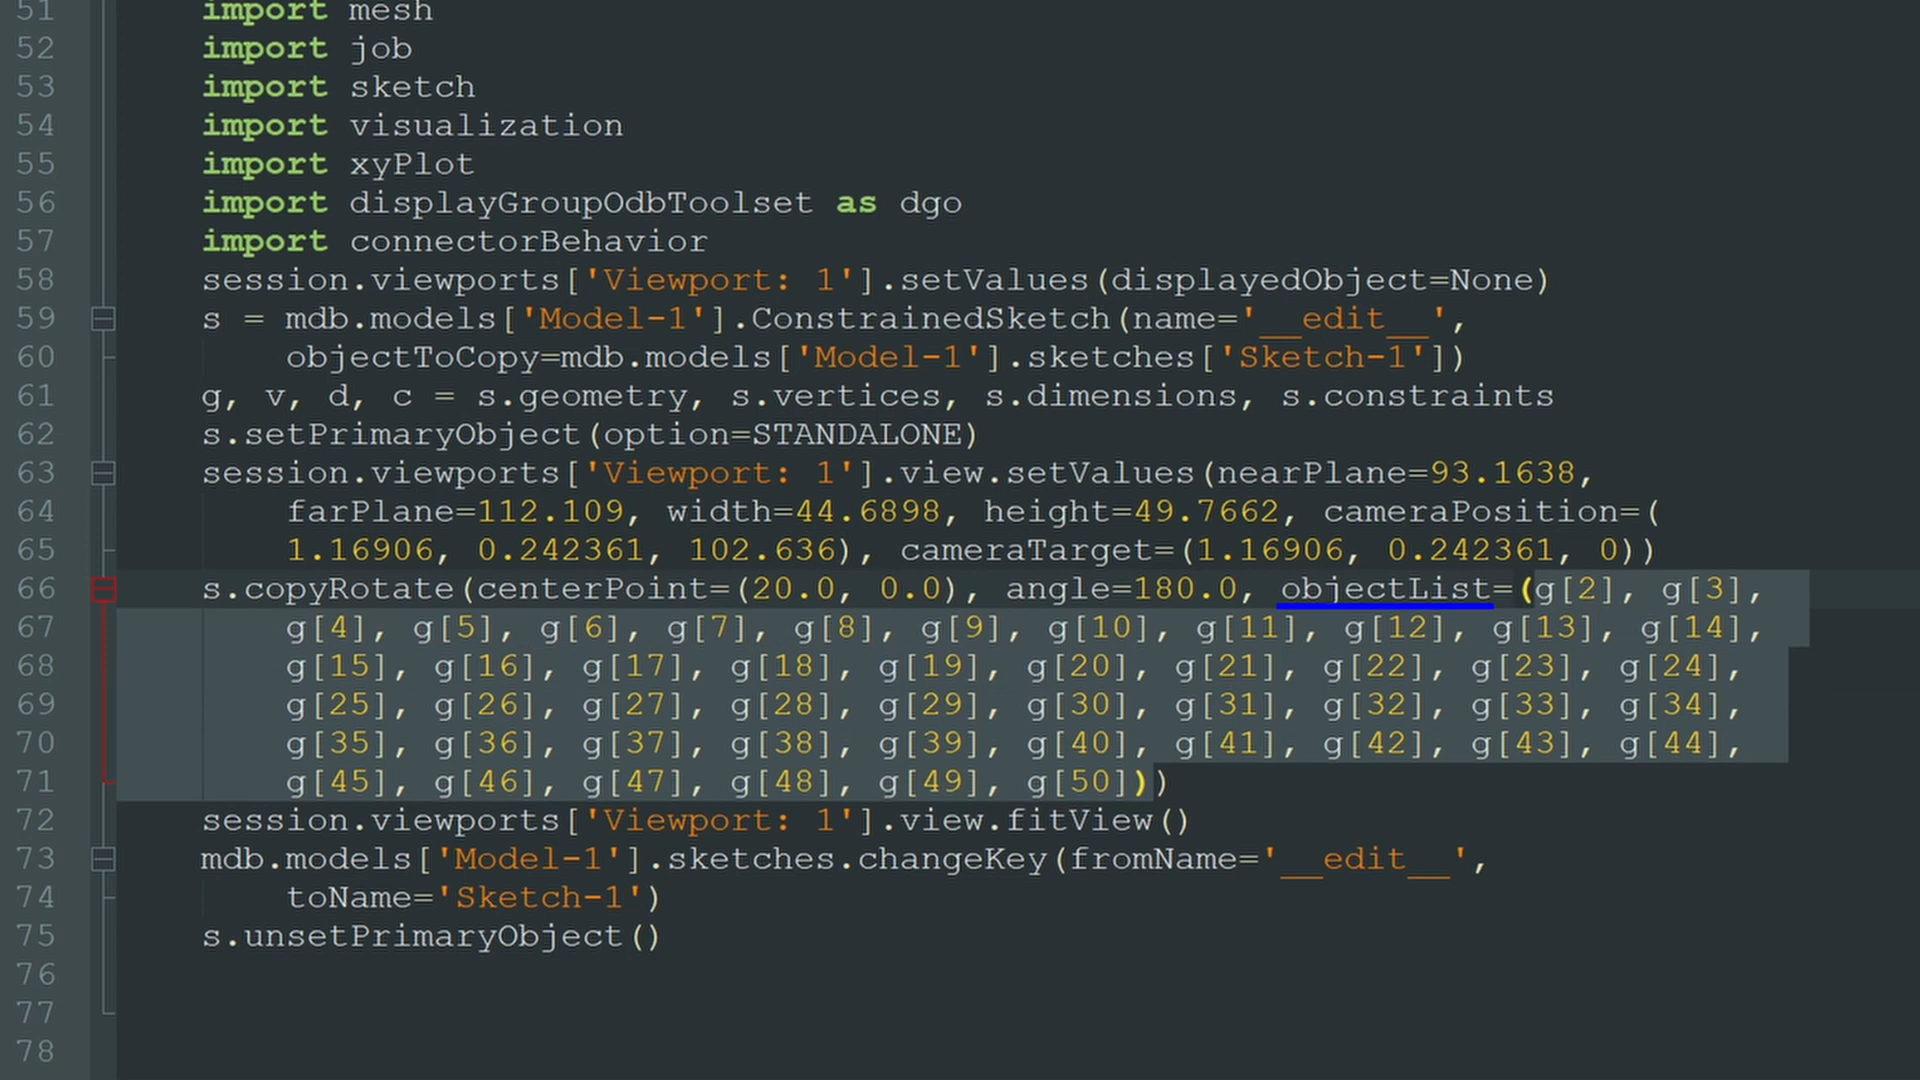 51 import mesh
52 import job
53 import sketch
54 import visualization
55 import xyPlot
56 import displayGroupOdbToolset as dgo
57 import connectorBehavior
58 session.viewports['Viewport: 1'].setValues(displayedObject=None)
59 s = mdb.models['Model-1'].ConstrainedSketch(name='__edit__',
60 objectToCopy=mdb.models['Model-1'].sketches['Sketch-1'])
61 g, v, d, c = s.geometry, s.vertices, s.dimensions, s.constraints
62 s.setPrimaryObject(option=STANDALONE)
63 session.viewports['Viewport: 1'].view.setValues(nearPlane=93.1638,
64 farPlane=112.109, width=44.6898, height=49.7662, cameraPosition=(
65 1.16906, 0.242361, 102.636), cameraTarget=(1.16906, 0.242361, 0))
66 s.copyRotate(centerPoint=(20.0, 0.0), angle=180.0, objectList=(g[2], g[3],
67 g[4], g[5], g[6], g[7], g[8], g[9], g[10], g[11], g[12], g[13], g[14],
68 g[15], g[16], g[17], g[18], g[19], g[20], g[21], g[22], g[23], g[24],
69 g[25], g[26], g[27], g[28], g[29], g[30], g[31], g[32], g[33], g[34],
70 g[35], g[36], g[37], g[38], g[39], g[40], g[41], g[42], g[43], g[44],
71 g[45], g[46], g[47], g[48], g[49], g[50]))
72 session.viewports['Viewport: 1'].view.fitView()
73 mdb.models['Model-1'].sketches.changeKey(fromName='__edit__',
74 toName='Sketch-1')
75 s.unsetPrimaryObject()
76
77
78